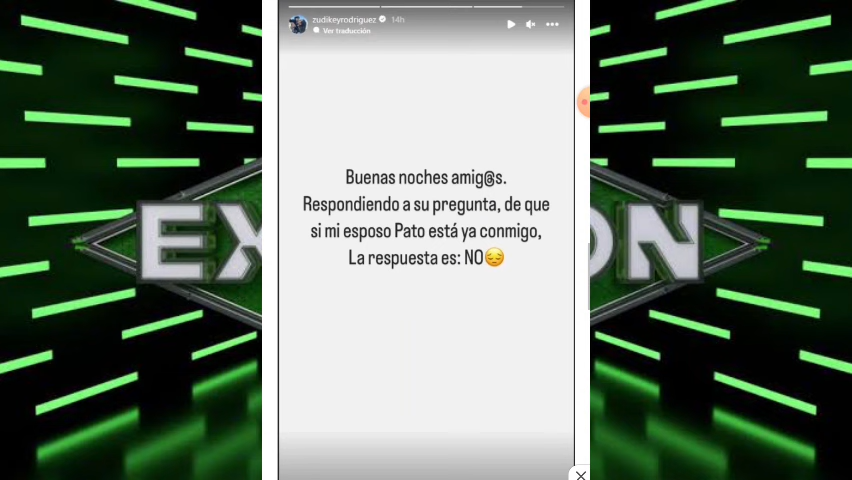 zudikeyrodriguez 14h
Ver traducción
Buenas noches amig@s.
Respondiendo a su pregunta, de que
si mi esposo Pato está ya conmigo,
La respuesta es: NO😔
EX
ON